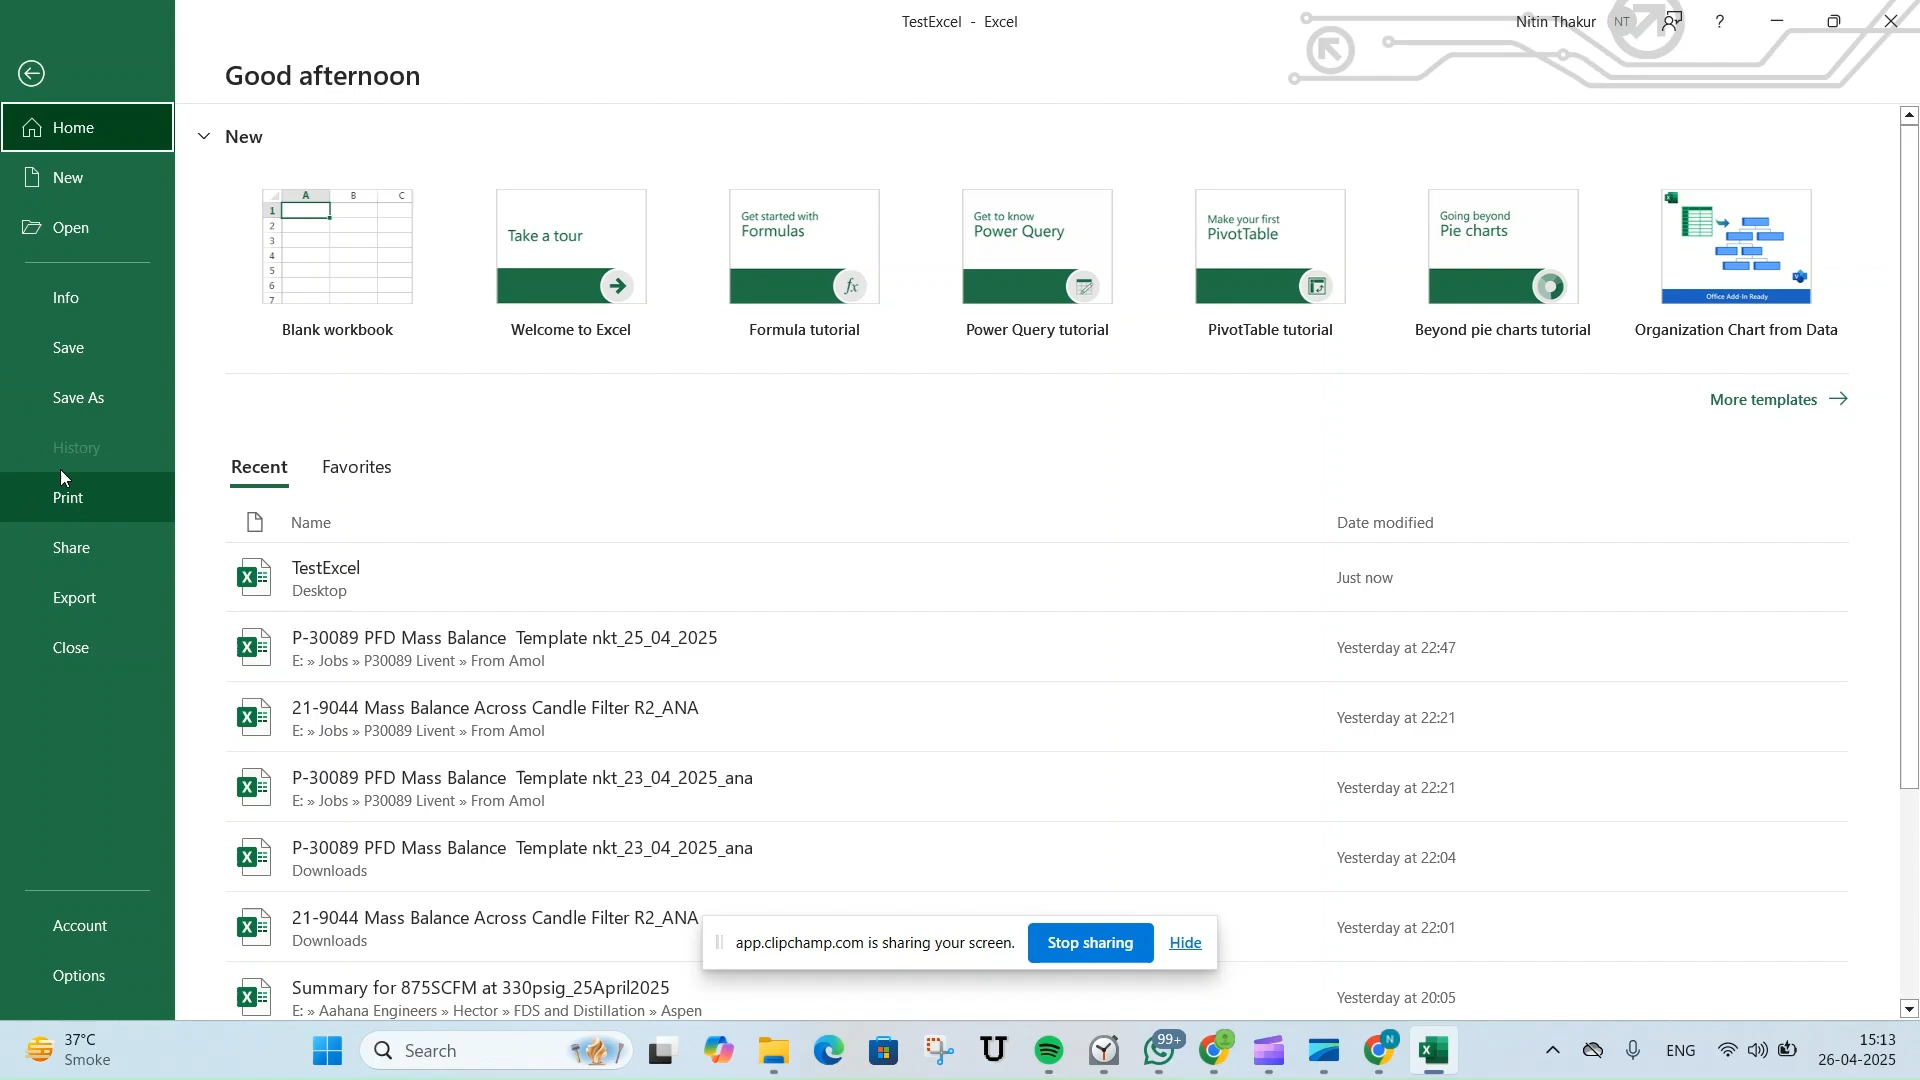 TestExcel - Excel
Nitin Thakur NT ?
Good afternoon
Home
New
Open
Info
Save
Save As
History
Print
Share
Export
Close
Account
Options
New
A B C
1
2
3
4
5
6
7
Blank workbook
Take a tour
Welcome to Excel
Get started with
Formulas
fx
Formula tutorial
Get to know
Power Query
Power Query tutorial
Make your first
PivotTable
PivotTable tutorial
Going beyond
Pie charts
Beyond pie charts tutorial
Office Add-In Ready
Organization Chart from Data
More templates
Recent Favorites
Name Date modified
TestExcel
Desktop
Just now
P-30089 PFD Mass Balance Template nkt_25_04_2025
E: » Jobs » P30089 Livent » From Amol
Yesterday at 22:47
21-9044 Mass Balance Across Candle Filter R2_ANA
E: » Jobs » P30089 Livent » From Amol
Yesterday at 22:21
P-30089 PFD Mass Balance Template nkt_23_04_2025_ana
E: » Jobs » P30089 Livent » From Amol
Yesterday at 22:21
P-30089 PFD Mass Balance Template nkt_23_04_2025_ana
Downloads
Yesterday at 22:04
21-9044 Mass Balance Across Candle Filter R2_ANA
Downloads
Yesterday at 22:01
Summary for 875SCFM at 330psig_25April2025
E: » Aahana Engineers » Hector » FDS and Distillation » Aspen
Yesterday at 20:05
app.clipchamp.com is sharing your screen. Stop sharing Hide
37°C
Smoke
Search
99+
N
ENG
15:13
26-04-2025